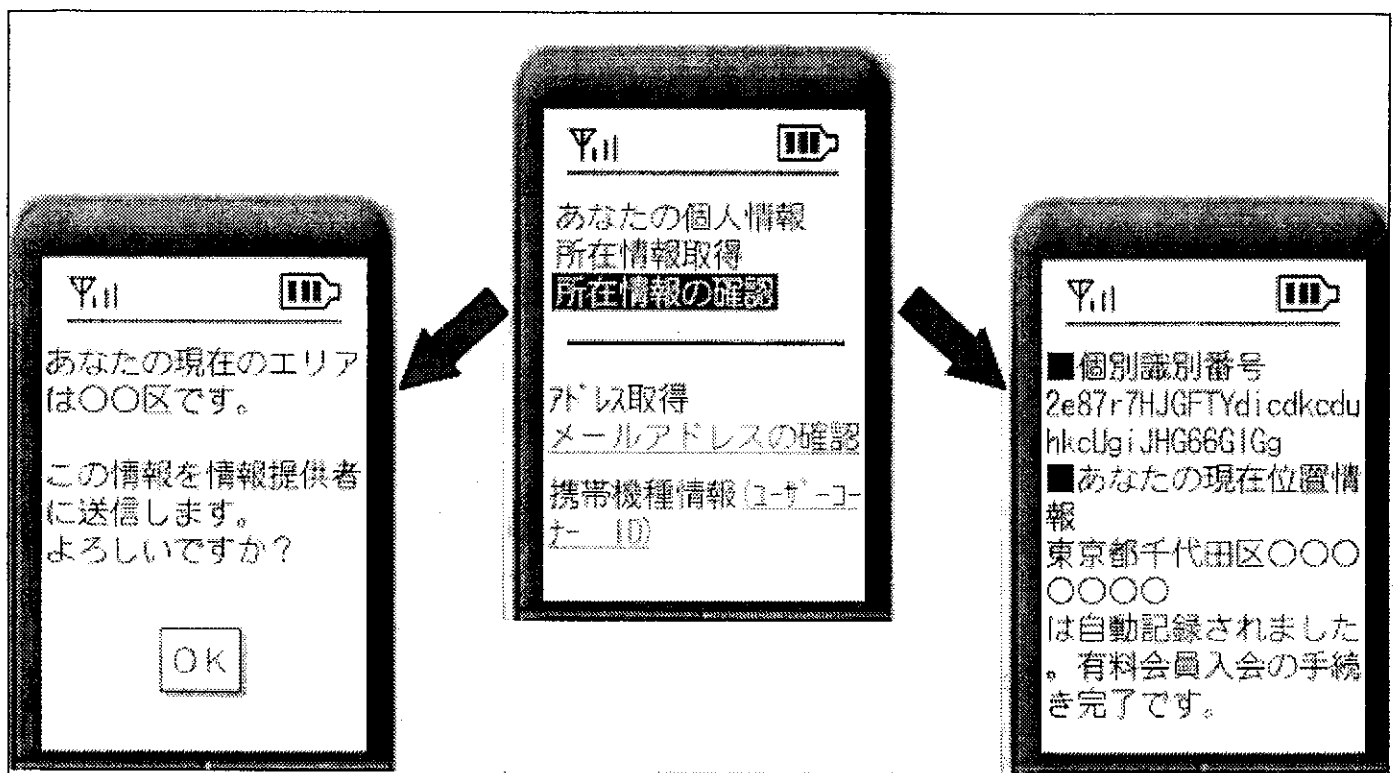 あなたの現在のエリア
は〇〇区です。
この情報を情報提供者
に送信します。
よろしいですか？
OK
あなたの個人情報
所在情報取得
所在情報の確認
ｱﾄﾞﾚｽ取得
メールアドレスの確認
携帯機種情報(ﾕｰｻﾞｰｺｰ
ﾅｰ ID)
■個別識別番号
2e87r7HJGFTYdicdkcdu
hkcUgiJHG66GIGg
■あなたの現在位置情
報
東京都千代田区〇〇〇
〇〇〇〇
は自動記録されました
。有料会員入会の手続
き完了です。